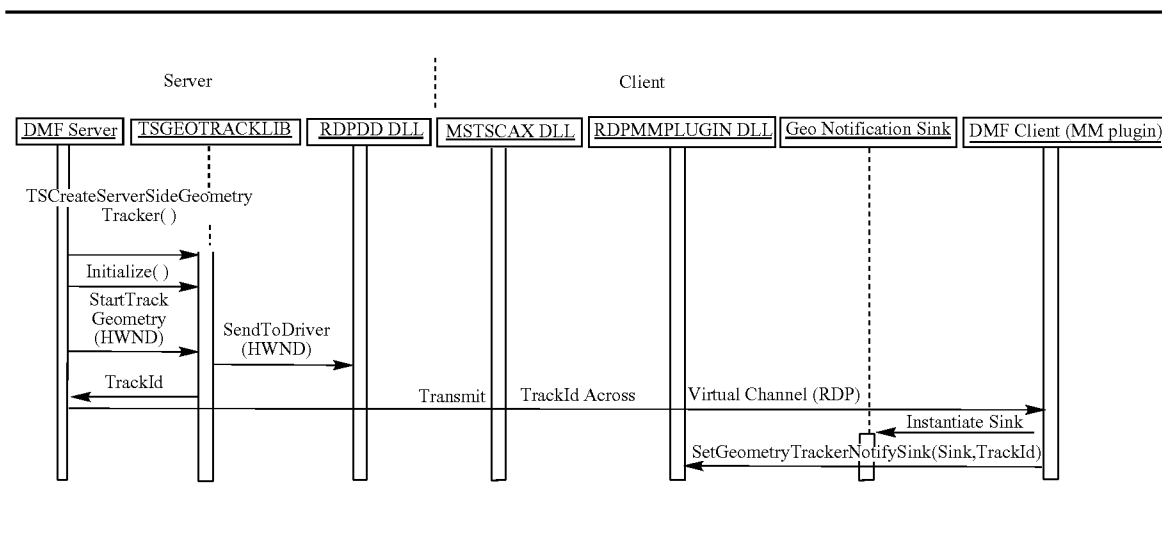 Server
Client
DMF Server
TSGEOTRACKLIB
RDPDD DLL
MSTSCAX DLL
RDPMMPLUGIN DLL
Geo Notification Sink
DMF Client (MM plugin)
TSCreateServerSideGeometry
Tracker( )
Initialize( )
StartTrack
Geometry
(HWND)
SendToDriver
(HWND)
TrackId
Transmit TrackId Across Virtual Channel (RDP)
Instantiate Sink
SetGeometryTrackerNotifySink(Sink,TrackId)